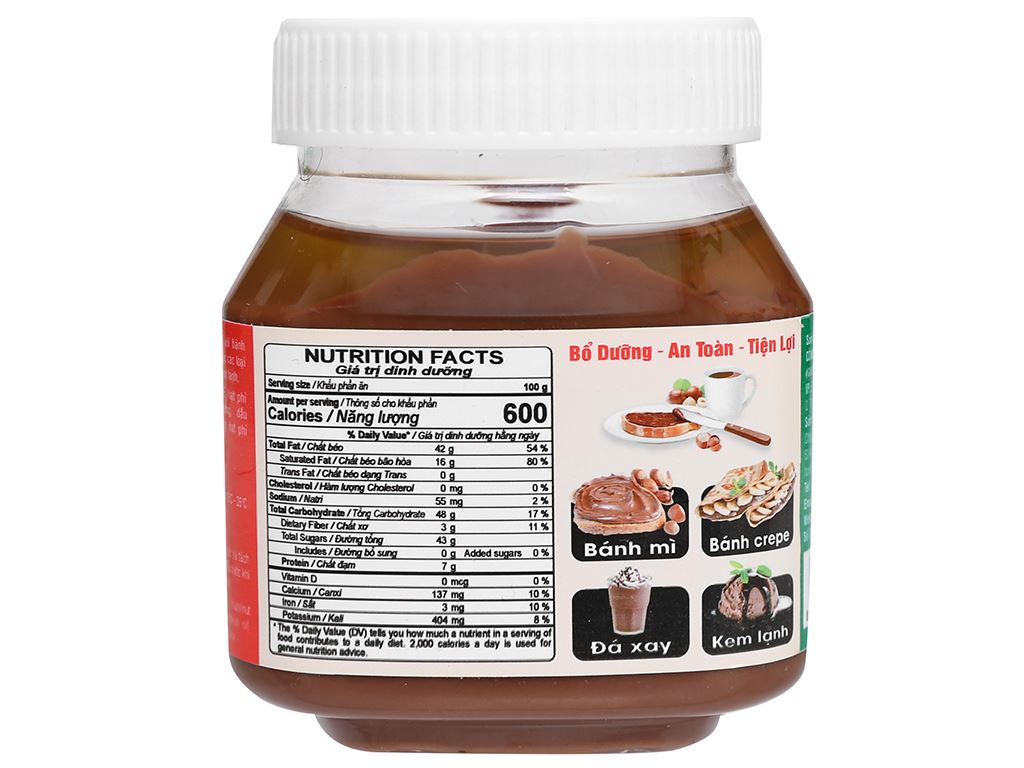 NUTRITION FACTS
Giá trị dinh dưỡng
Serving size / Khẩu phần ăn 100 g
Amount per serving / Thông số cho khẩu phần
Calories / Năng lượng 600
% Daily Value* / Giá trị dinh dưỡng hằng ngày
Total Fat / Chất béo 42 g 54 %
Saturated Fat / Chất béo bão hòa 16 g 80 %
Trans Fat / Chất béo dạng Trans 0 g
Cholesterol / Hàm lượng Cholesterol 0 mg 0 %
Sodium / Natri 55 mg 2 %
Total Carbohydrate / Tổng Carbohydrate 48 g 17 %
Dietary Fiber / Chất xơ 3 g 11 %
Total Sugars / Đường tổng 43 g
Includes / Đường bổ sung 0 g Added sugars 0 %
Protein / Chất đạm 7 g
Vitamin D 0 mcg 0 %
Calcium / Canxi 137 mg 10 %
Iron / Sắt 3 mg 10 %
Potassium / Kali 404 mg 8 %
* The % Daily Value (DV) tells you how much a nutrient in a serving of
food contributes to a daily diet. 2,000 calories a day is used for
general nutrition advice.
Bổ Dưỡng - An Toàn - Tiện Lợi
Bánh mì
Bánh crepe
Đá xay
Kem lạnh